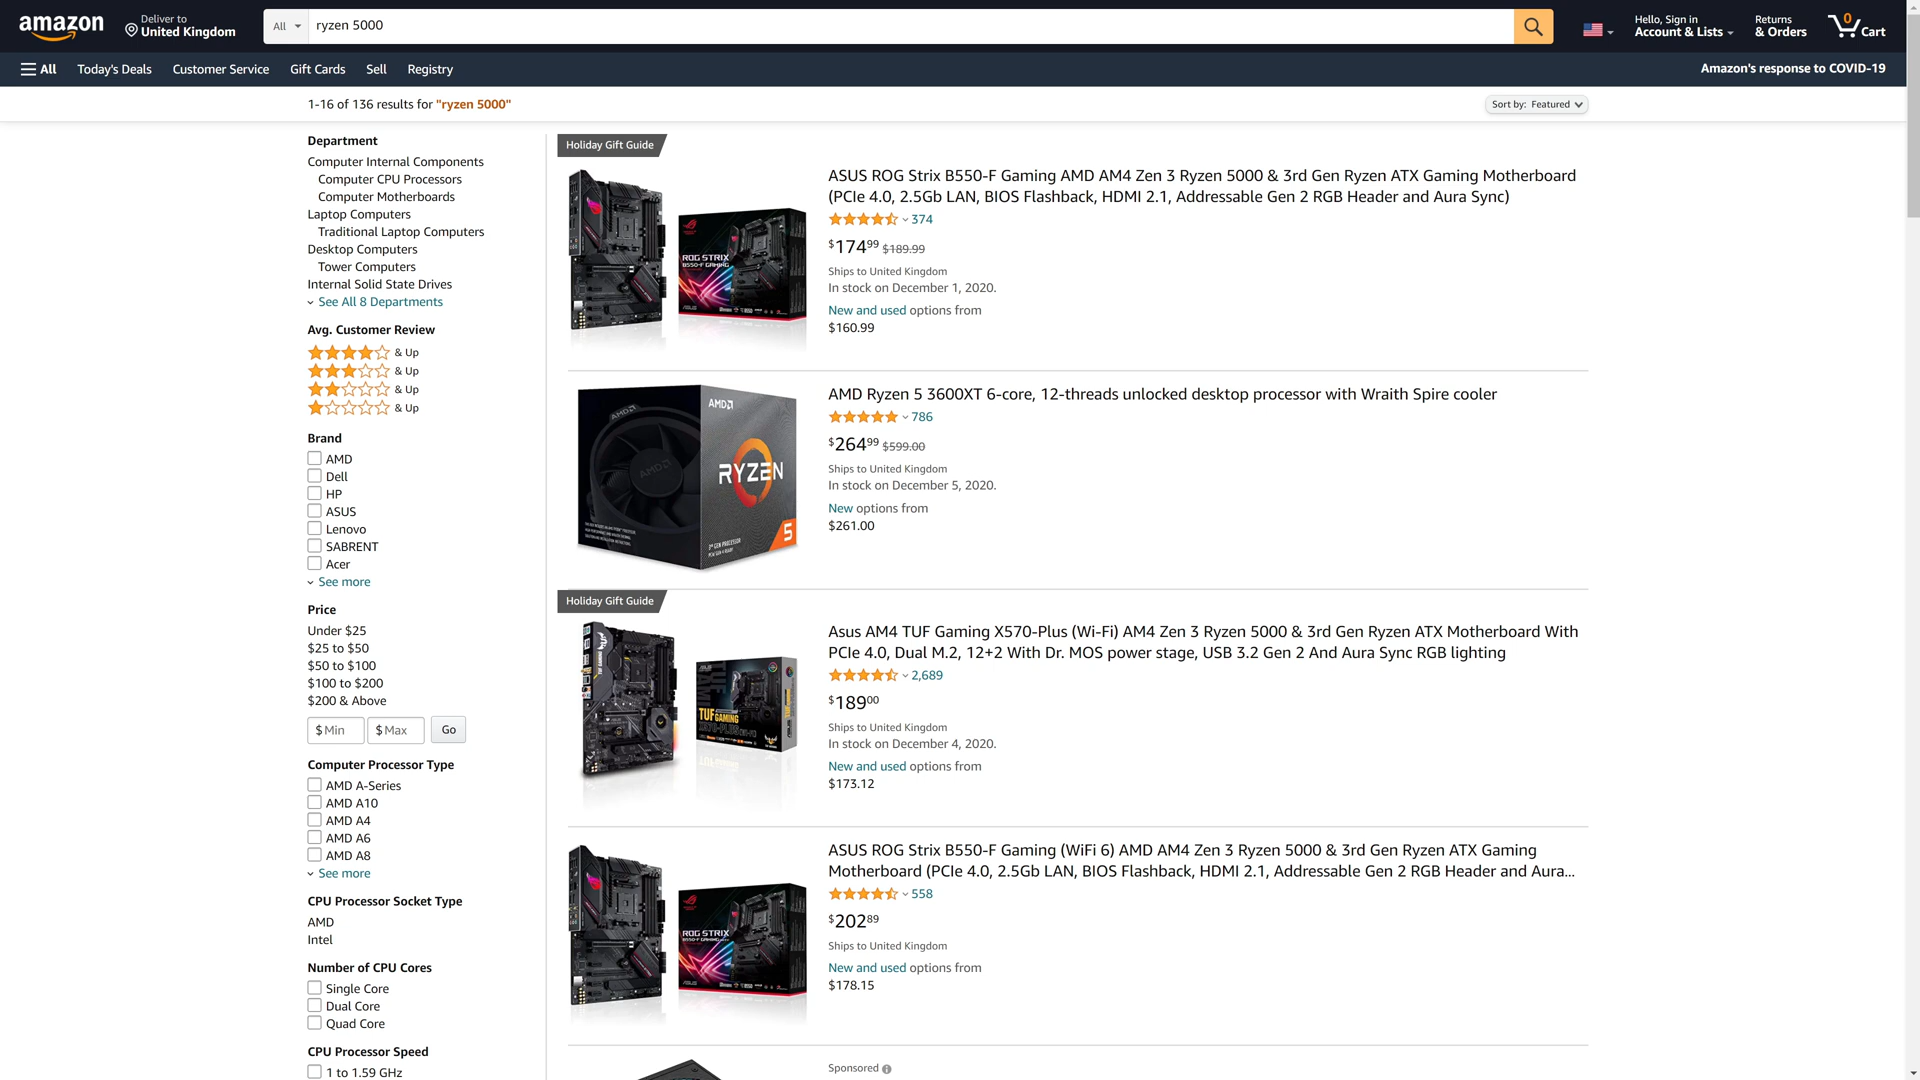 amazon
Deliver to
United Kingdom
All
ryzen 5000
Hello, Sign in
Account & Lists
Returns
& Orders
0
Cart
All
Today's Deals
Customer Service
Gift Cards
Sell
Registry
Amazon's response to COVID-19
1-16 of 136 results for "ryzen 5000"
Sort by: Featured
Department
Computer Internal Components
Computer CPU Processors
Computer Motherboards
Laptop Computers
Traditional Laptop Computers
Desktop Computers
Tower Computers
Internal Solid State Drives
See All 8 Departments
Avg. Customer Review
& Up
& Up
& Up
& Up
Brand
AMD
Dell
HP
ASUS
Lenovo
SABRENT
Acer
See more
Price
Under $25
$25 to $50
$50 to $100
$100 to $200
$200 & Above
$ Min
$ Max
Go
Computer Processor Type
AMD A-Series
AMD A10
AMD A4
AMD A6
AMD A8
See more
CPU Processor Socket Type
AMD
Intel
Number of CPU Cores
Single Core
Dual Core
Quad Core
CPU Processor Speed
1 to 1.59 GHz
Holiday Gift Guide
ROG STRIX
B550-F GAMING
ASUS ROG Strix B550-F Gaming AMD AM4 Zen 3 Ryzen 5000 & 3rd Gen Ryzen ATX Gaming Motherboard
(PCIe 4.0, 2.5Gb LAN, BIOS Flashback, HDMI 2.1, Addressable Gen 2 RGB Header and Aura Sync)
374
$174 99 $189.99
Ships to United Kingdom
In stock on December 1, 2020.
New and used options from
$160.99
AMD
AMD
AMD
RYZEN
5
AMD Ryzen 5 3600XT 6-core, 12-threads unlocked desktop processor with Wraith Spire cooler
786
$264 99 $599.00
Ships to United Kingdom
In stock on December 5, 2020.
New options from
$261.00
Holiday Gift Guide
TUF GAMING
TUF GAMING
Asus AM4 TUF Gaming X570-Plus (Wi-Fi) AM4 Zen 3 Ryzen 5000 & 3rd Gen Ryzen ATX Motherboard With
PCIe 4.0, Dual M.2, 12+2 With Dr. MOS power stage, USB 3.2 Gen 2 And Aura Sync RGB lighting
2,689
$189 00
Ships to United Kingdom
In stock on December 4, 2020.
New and used options from
$173.12
ROG STRIX
ASUS ROG Strix B550-F Gaming (WiFi 6) AMD AM4 Zen 3 Ryzen 5000 & 3rd Gen Ryzen ATX Gaming
Motherboard (PCIe 4.0, 2.5Gb LAN, BIOS Flashback, HDMI 2.1, Addressable Gen 2 RGB Header and Aura...
558
$202 89
Ships to United Kingdom
New and used options from
$178.15
Sponsored